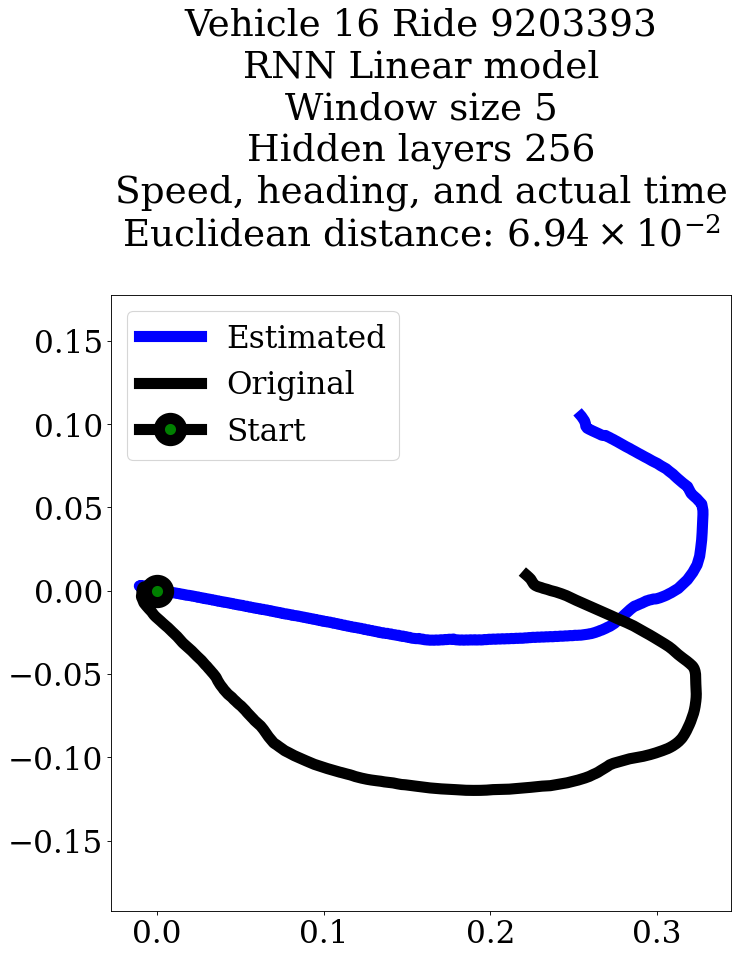 Vehicle 16 Ride 9203393
RNN Linear model
Window size 5
Hidden layers 256
Speed, heading, and actual time
Euclidean distance: 6.94 × 10⁻²
Estimated
Original
Start
0.15
0.10
0.05
0.00
−0.05
−0.10
−0.15
0.0 0.1 0.2 0.3